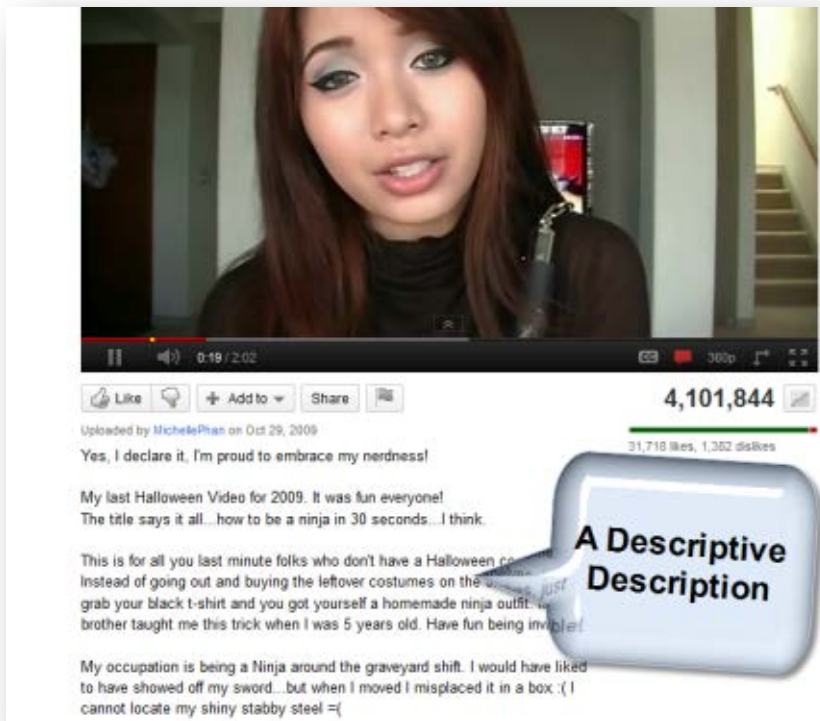 0:19 / 2:02
CC
360p
Like
+ Add to
Share
4,101,844
Uploaded by MichellePhan on Oct 29, 2009
31,718 likes, 1,362 dislikes
Yes, I declare it, I'm proud to embrace my nerdness!
My last Halloween Video for 2009. It was fun everyone!
The title says it all...how to be a ninja in 30 seconds...I think.
This is for all you last minute folks who don't have a Halloween
Instead of going out and buying the leftover costumes on the just
grab your black t-shirt and you got yourself a homemade ninja outfit.
brother taught me this trick when I was 5 years old. Have fun being invisible!
My occupation is being a Ninja around the graveyard shift. I would have liked
to have showed off my sword...but when I moved I misplaced it in a box :( I
cannot locate my shiny stabby steel =(
A Descriptive
Description